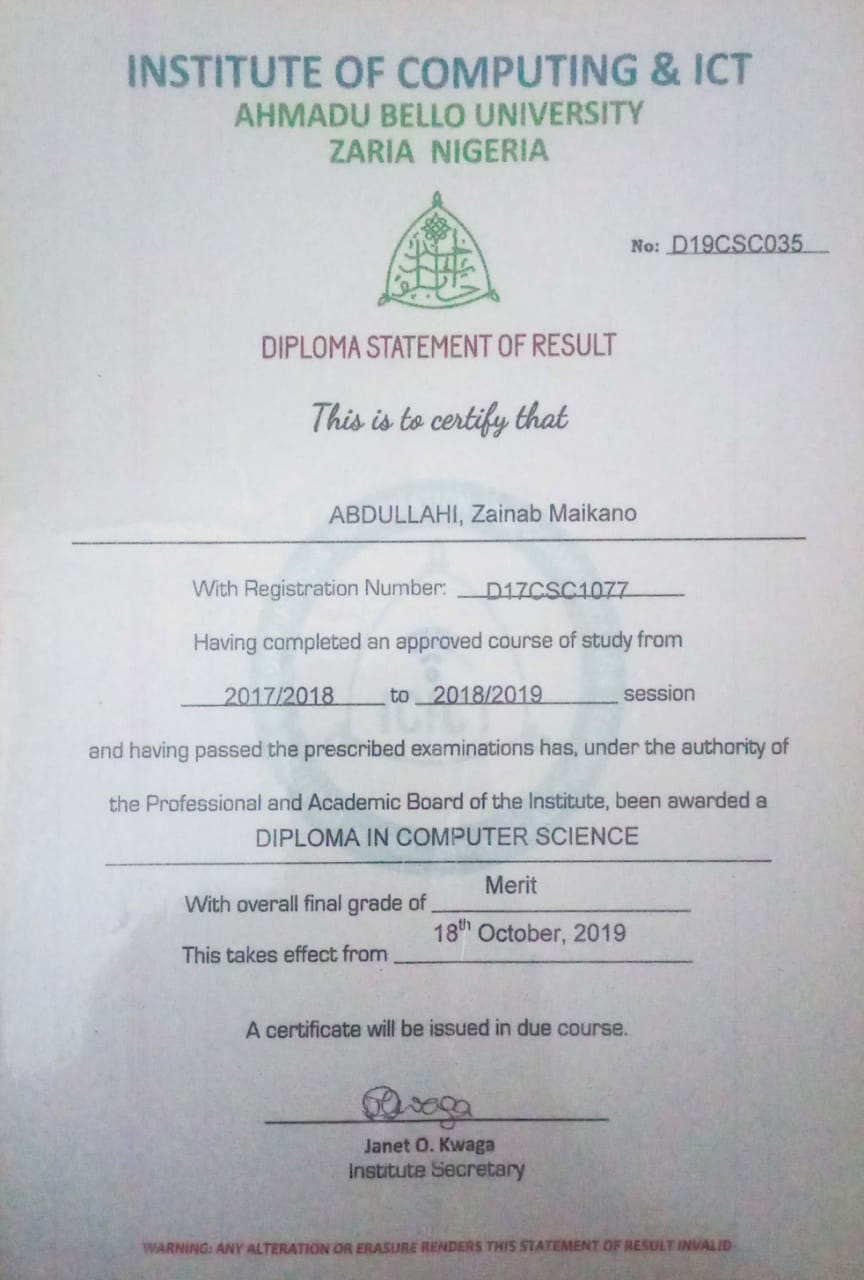 INSTITUTE OF COMPUTING & ICT
AHMADU BELLO UNIVERSITY
ZARIA NIGERIA
No: D19CSC035
DIPLOMA STATEMENT OF RESULT
This is to certify that
ABDULLAHI, Zainab Maikano
With Registration Number: D17CSC1077
Having completed an approved course of study from
2017/2018 to 2018/2019 session
and having passed the prescribed examinations has, under the authority of
the Professional and Academic Board of the Institute, been awarded a
DIPLOMA IN COMPUTER SCIENCE
With overall final grade of Merit
This takes effect from 18th October, 2019
A certificate will be issued in due course.
Janet O. Kwaga
Institute Secretary
WARNING: ANY ALTERATION OR ERASURE RENDERS THIS STATEMENT OF RESULT INVALID